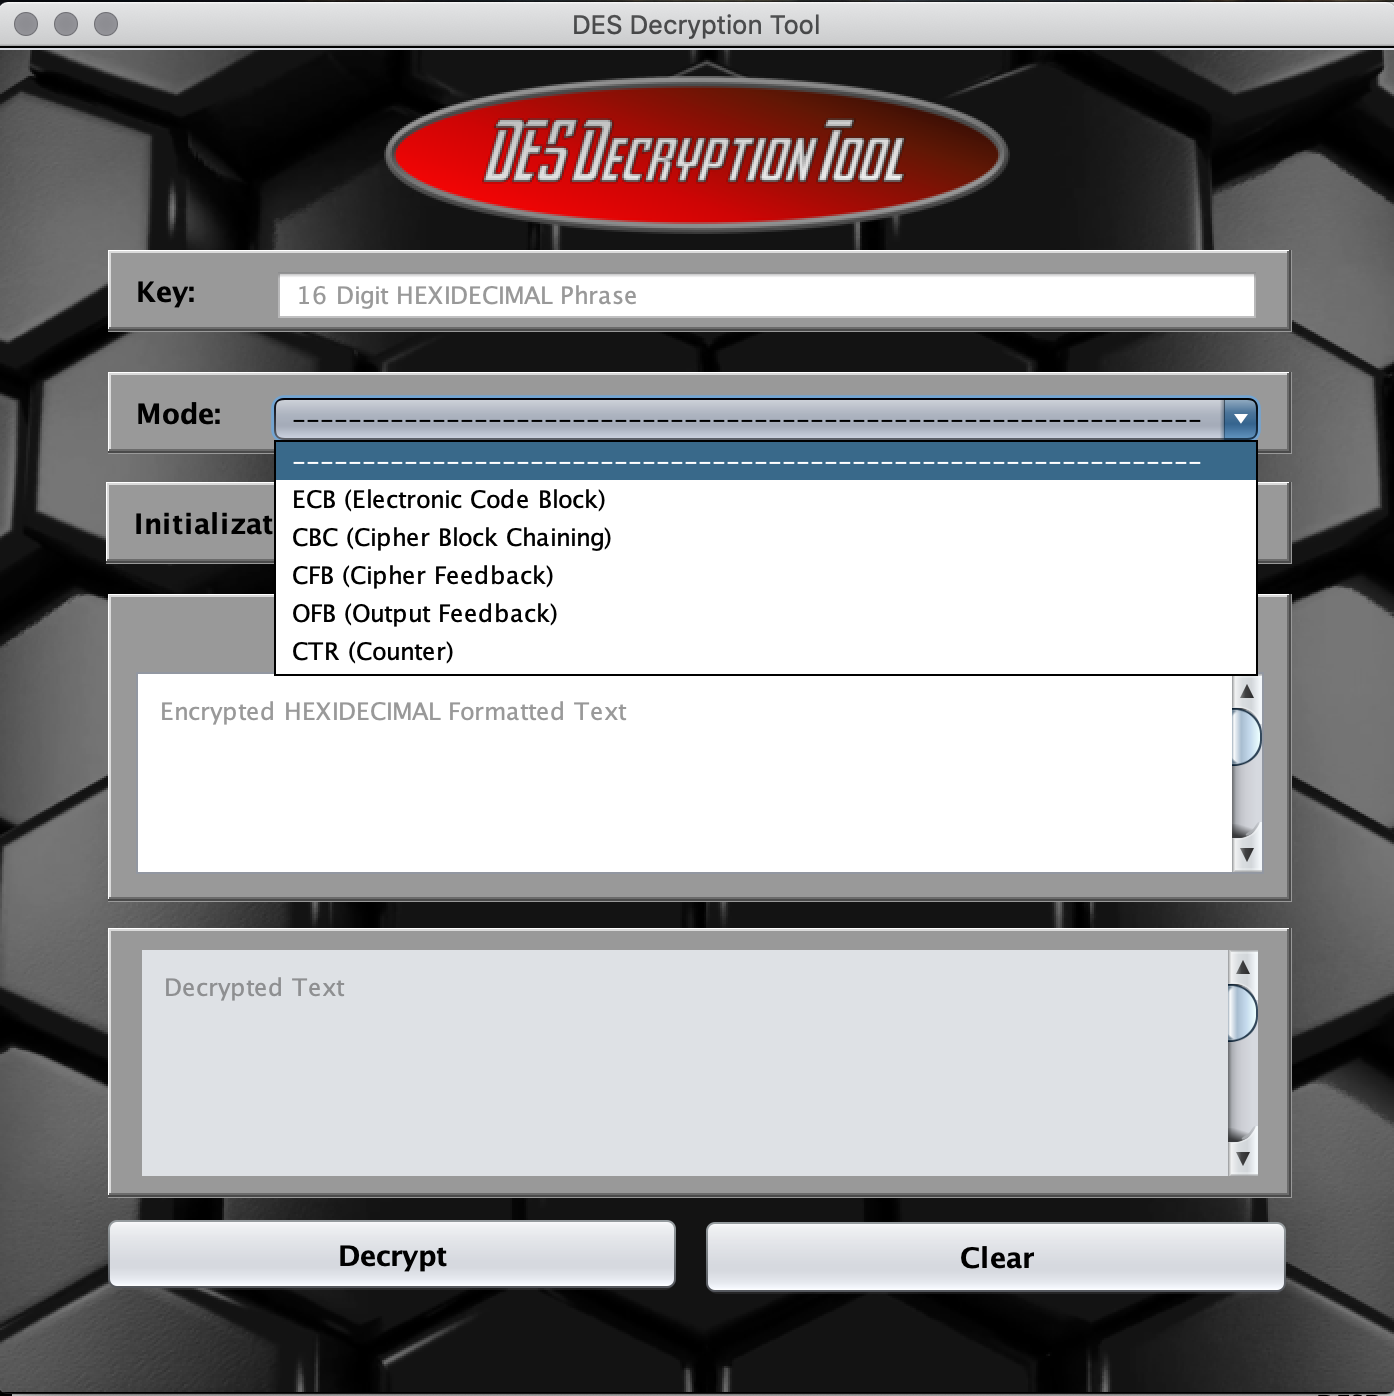 DES Decryption Tool
DES DECRYPTION TOOL
Key:
16 Digit HEXIDECIMAL Phrase
Mode:
-----------------------------------------------------------------
-----------------------------------------------------------------
ECB (Electronic Code Block)
CBC (Cipher Block Chaining)
CFB (Cipher Feedback)
OFB (Output Feedback)
CTR (Counter)
Initializat
Encrypted HEXIDECIMAL Formatted Text
Decrypted Text
Decrypt
Clear